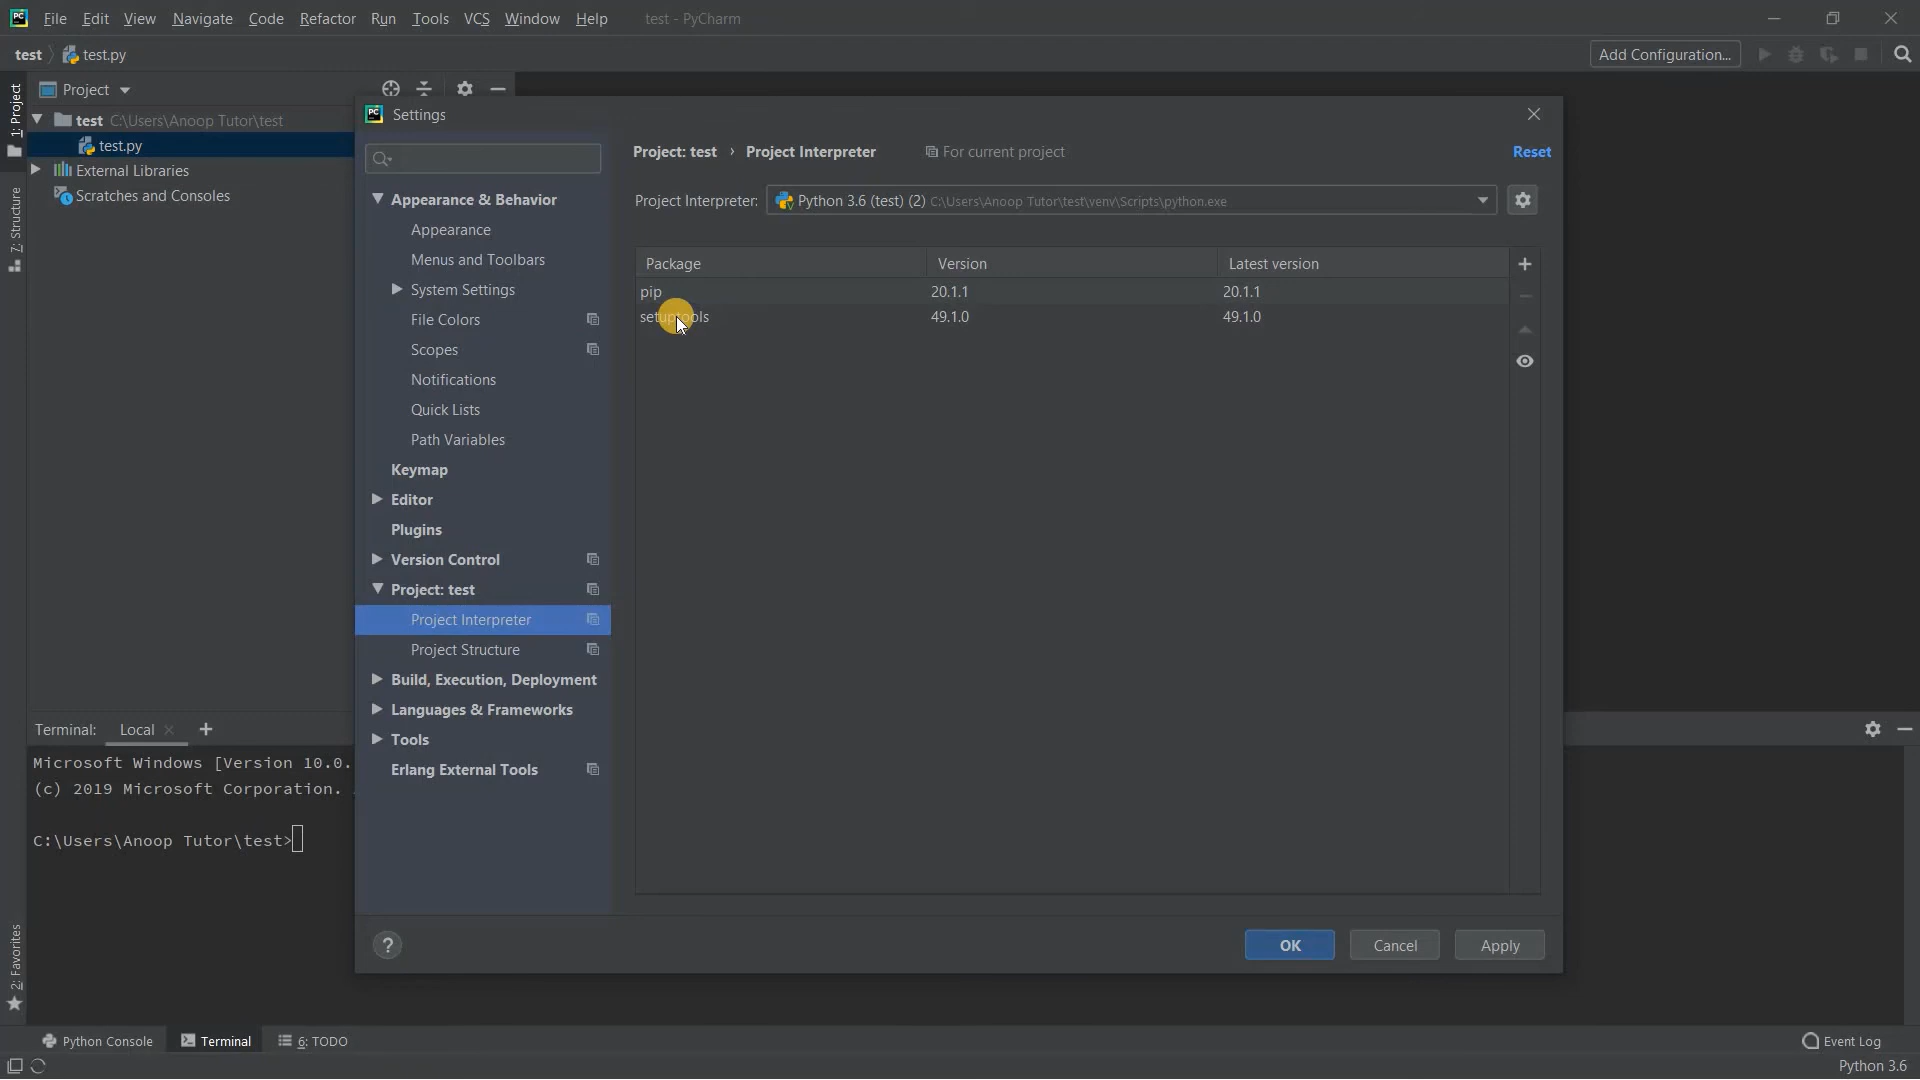 File Edit View Navigate Code Refactor Run Tools VCS Window Help test - PyCharm
test test.py Add Configuration...
1: Project
7: Structure
2: Favorites
Project
test C:\Users\Anoop Tutor\test
test.py
External Libraries
Scratches and Consoles
Settings
Appearance & Behavior
Appearance
Menus and Toolbars
System Settings
File Colors
Scopes
Notifications
Quick Lists
Path Variables
Keymap
Editor
Plugins
Version Control
Project: test
Project Interpreter
Project Structure
Build, Execution, Deployment
Languages & Frameworks
Tools
Erlang External Tools
Project: test › Project Interpreter For current project Reset
Project Interpreter: Python 3.6 (test) (2) C:\Users\Anoop Tutor\test\venv\Scripts\python.exe
Package Version Latest version
pip 20.1.1 20.1.1
setuptools 49.1.0 49.1.0
? OK Cancel Apply
Terminal: Local
Microsoft Windows [Version 10.0.
(c) 2019 Microsoft Corporation.
C:\Users\Anoop Tutor\test>
Python Console Terminal 6: TODO Event Log
Python 3.6